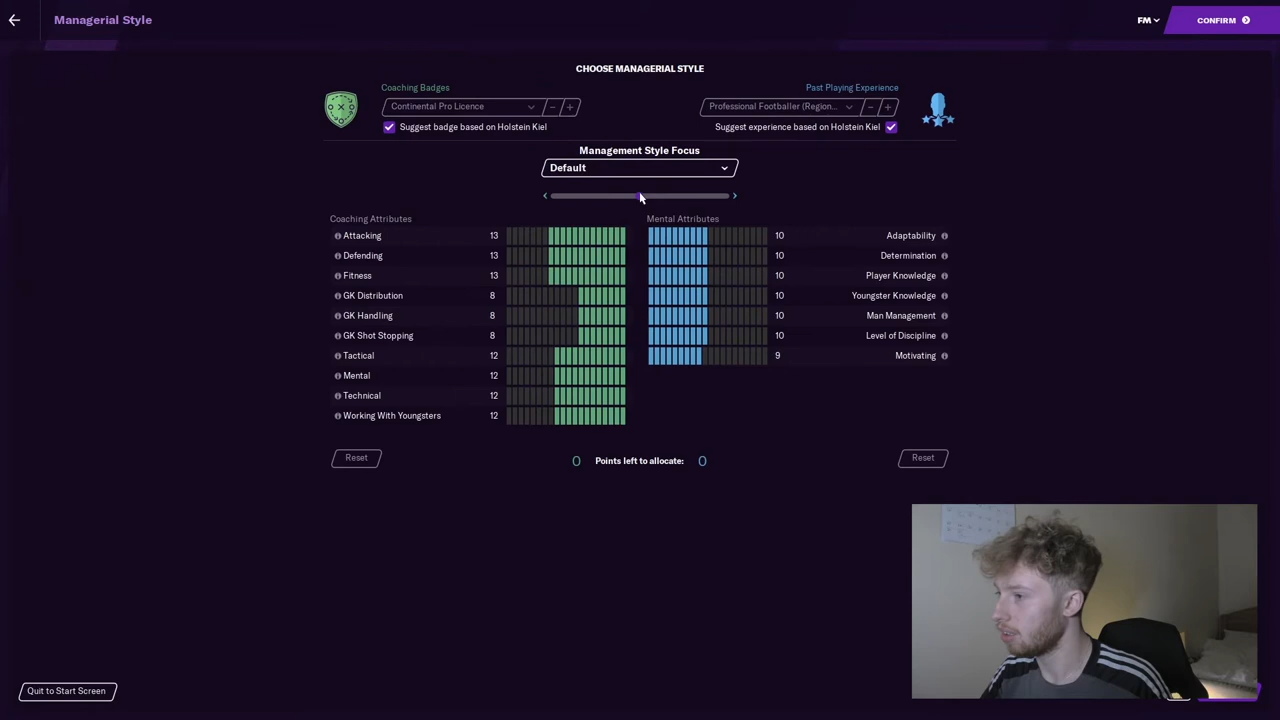 Managerial Style
FM
CONFIRM
CHOOSE MANAGERIAL STYLE
Coaching Badges
Past Playing Experience
Continental Pro Licence
Professional Footballer (Region...
Suggest badge based on Holstein Kiel
Suggest experience based on Holstein Kiel
Management Style Focus
Default
Coaching Attributes
Mental Attributes
Attacking 13
10 Adaptability
Defending 13
10 Determination
Fitness 13
10 Player Knowledge
GK Distribution 8
10 Youngster Knowledge
GK Handling 8
10 Man Management
GK Shot Stopping 8
10 Level of Discipline
Tactical 12
9 Motivating
Mental 12
Technical 12
Working With Youngsters 12
Reset
0 Points left to allocate: 0
Reset
Quit to Start Screen